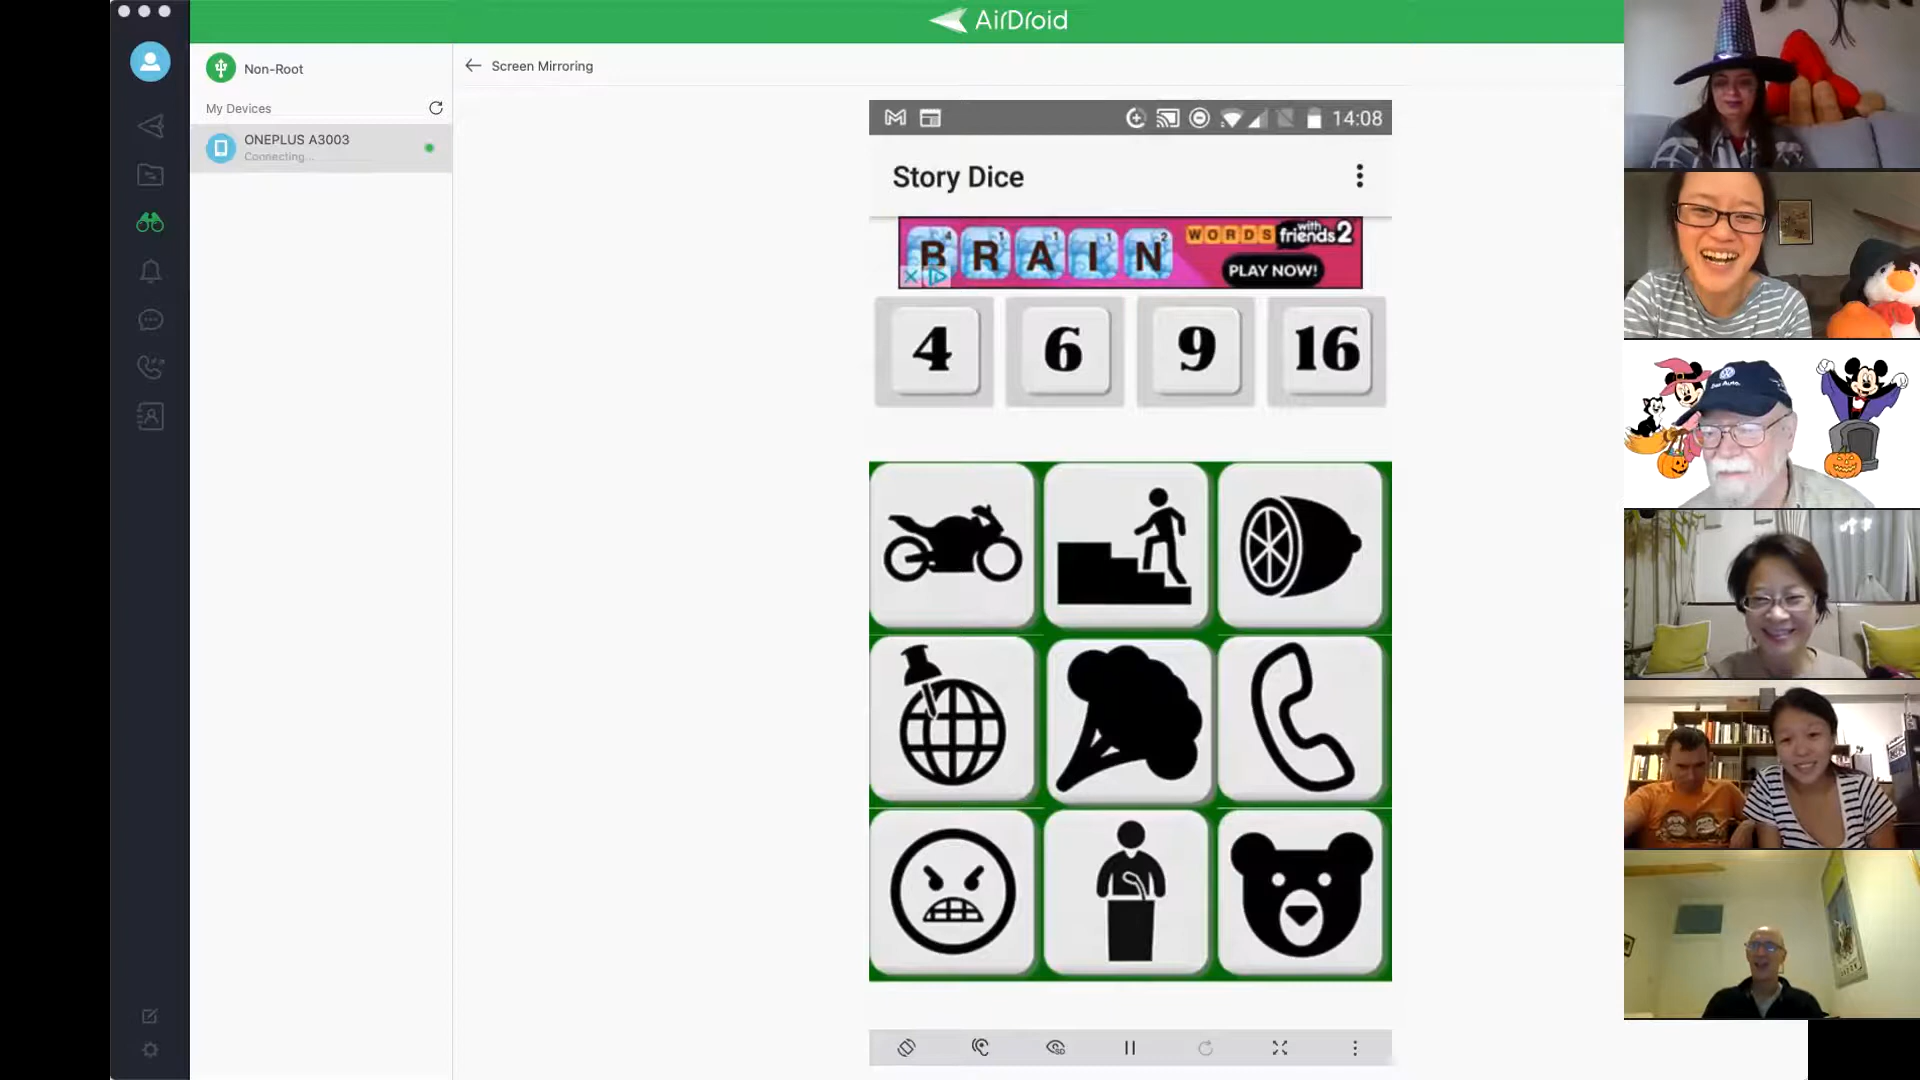 AirDroid
Non-Root
My Devices
ONEPLUS A3003
Connecting...
Screen Mirroring
14:08
Story Dice
B R A I N
WORDS with friends 2
PLAY NOW!
4 6 9 16